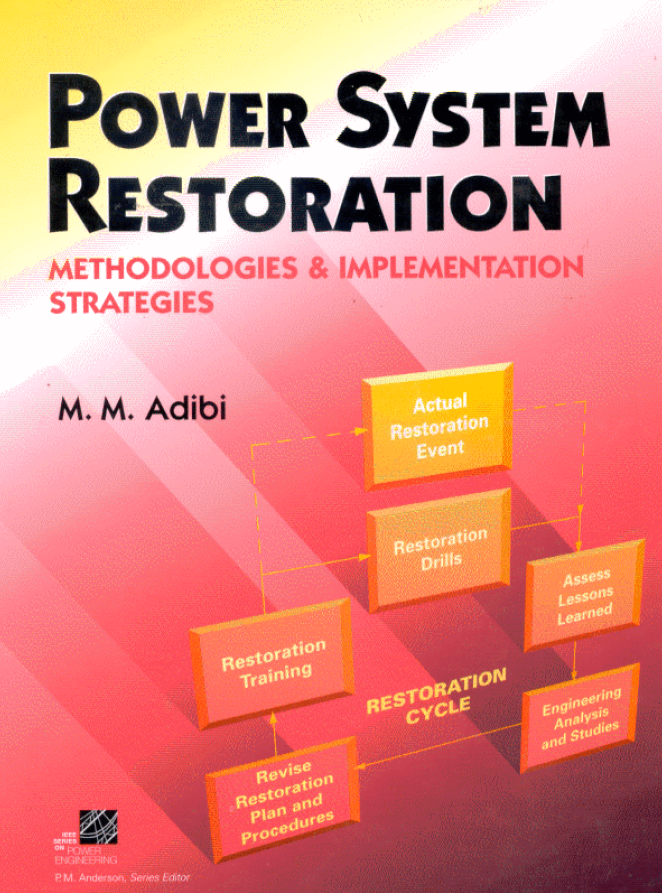 POWER SYSTEM
RESTORATION
METHODOLOGIES & IMPLEMENTATION
STRATEGIES
M. M. Adibi
Actual
Restoration
Event
Restoration
Drills
Assess
Lessons
Learned
Restoration
Training
RESTORATION
CYCLE
Engineering
Analysis
and Studies
Revise
Restoration
Plan and
Procedures
IEEE
SERIES
ON POWER
ENGINEERING
P.M. Anderson, Series Editor